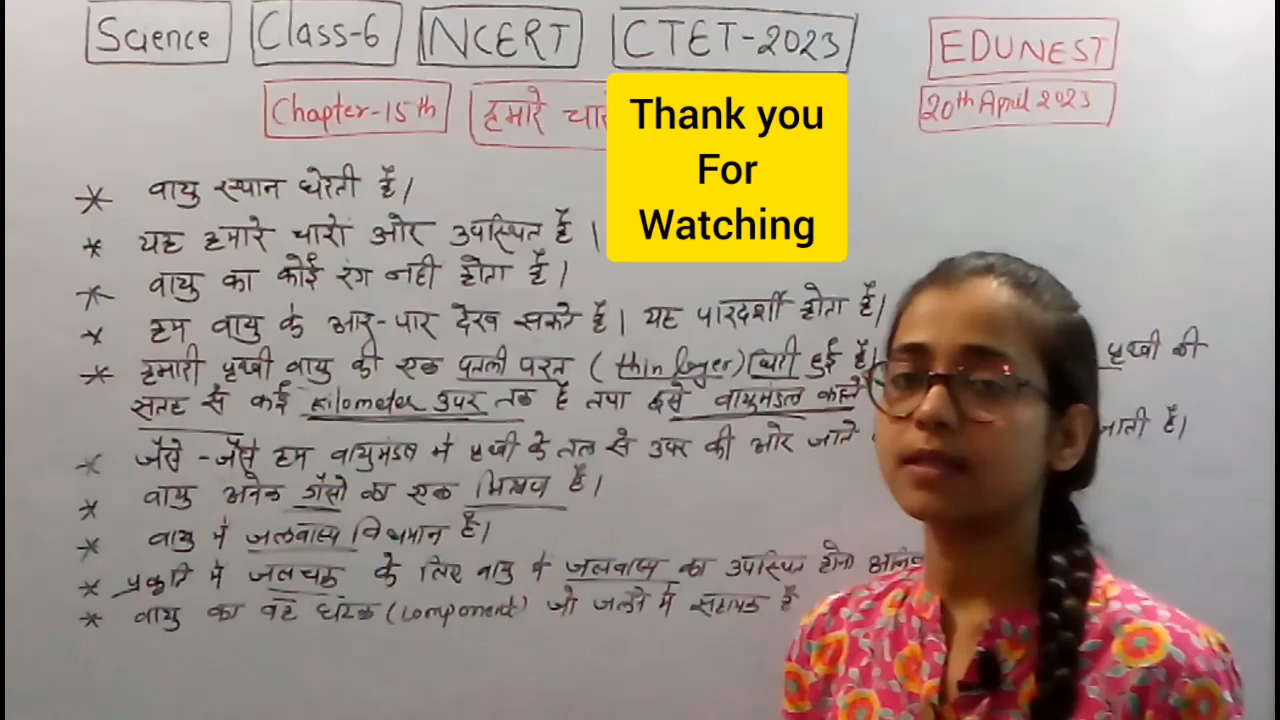 Science Class-6 NCERT CTET-2023 EDUNEST
Chapter-15th हमारे चारो 20th April 2023
Thank you
For
Watching
* वायु स्थान घेरती है।
* यह हमारे चारों ओर उपस्थित है।
* वायु का कोई रंग नही होता है।
* हम वायु के आर-पार देख सकते है। यह पारदर्शी होता है।
* हमारी पृथ्वी वायु की एक पतली परत (thin layer) घिरी हुई है। पृथ्वी की
सतह से कई kilometer उपर तक है तथा इसे वायुमंडल कहते
* जैसे-जैसे हम वायुमंडल में पृथ्वी के तल से उपर की ओर जाते जाती है।
* वायु अनेक गैसो का एक मिश्रण है।
* वायु में जलवाष्प विद्यमान है।
* प्रकृति में जलचक्र के लिए वायु में जलवाष्प का उपस्थित होना
* वायु का वह घटक (component) जो जलने में सहायक है